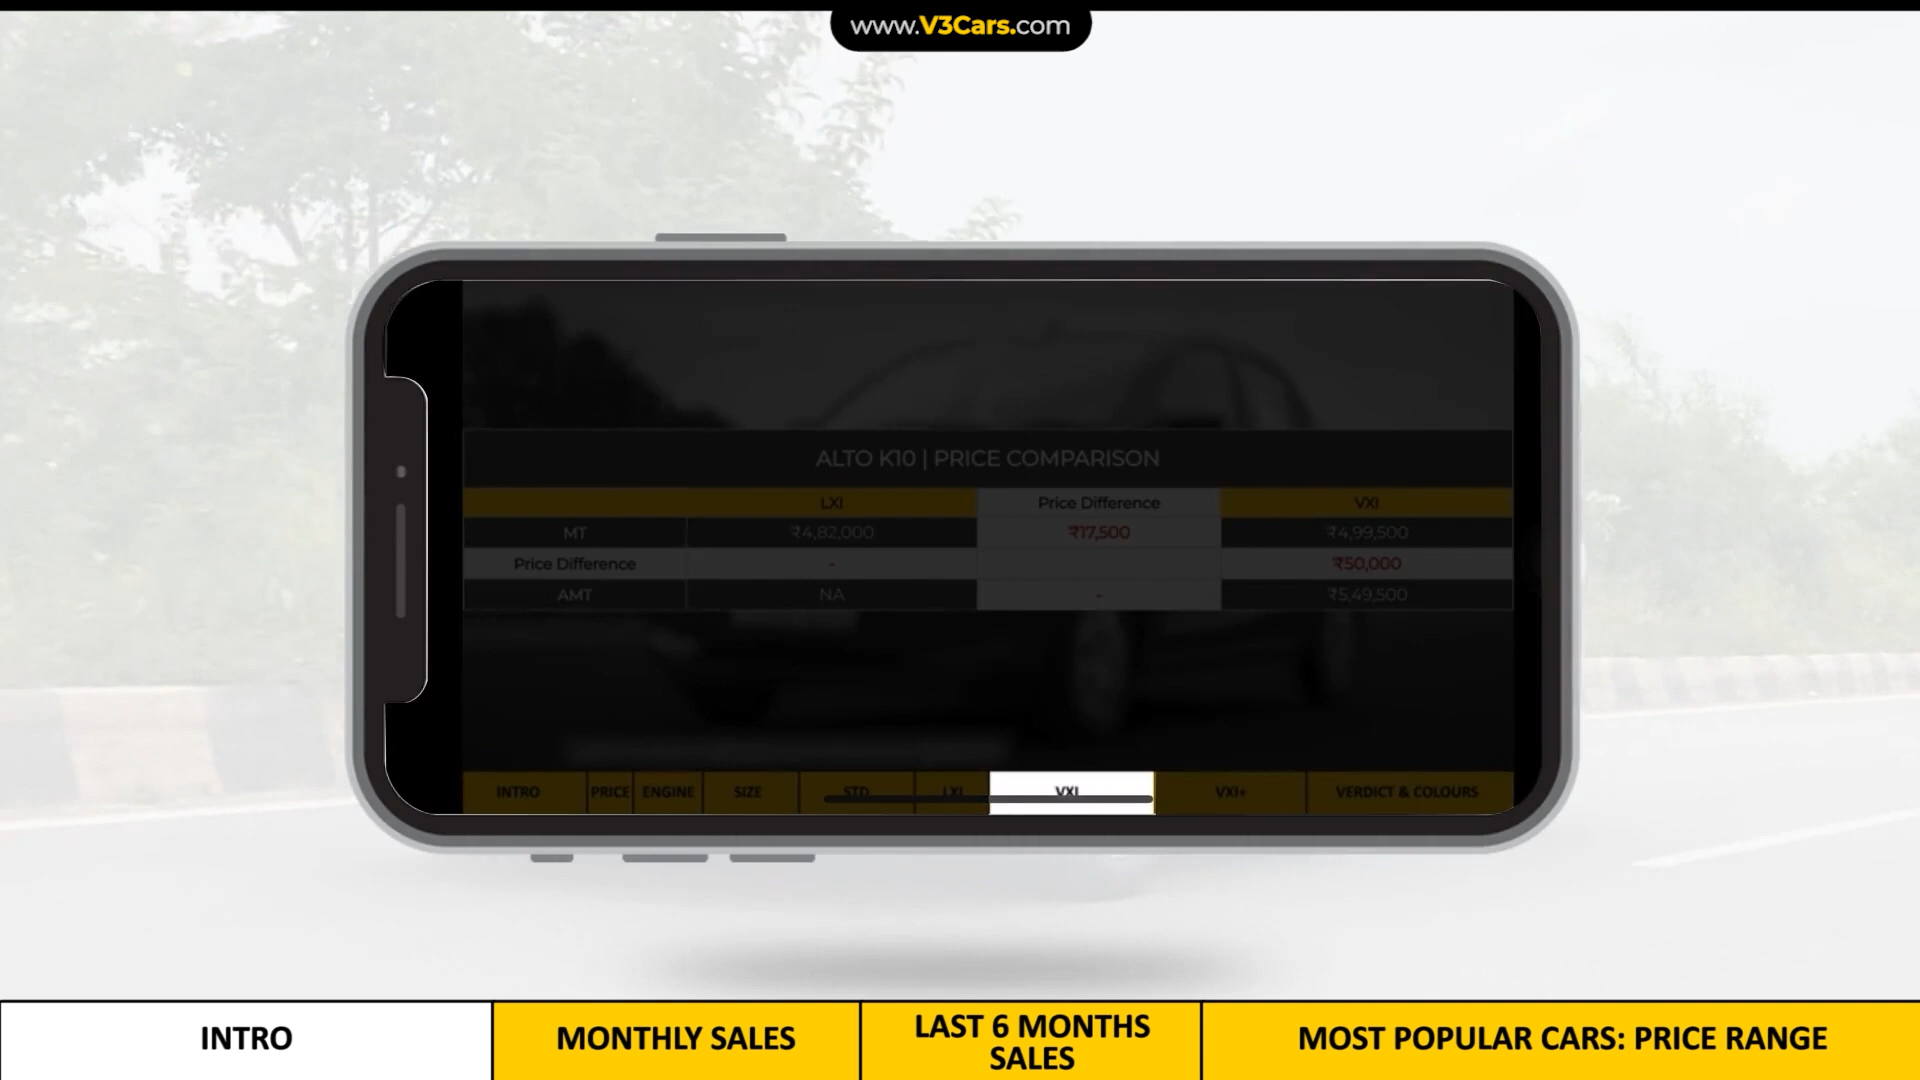 www.V3Cars.com
ALTO K10 | PRICE COMPARISON
LXI Price Difference VXI
MT ₹4,82,000 ₹17,500 ₹4,99,500
Price Difference - ₹50,000
AMT NA - ₹5,49,500
INTRO PRICE ENGINE SIZE STD LXI VXI VXI+ VERDICT & COLOURS
INTRO MONTHLY SALES LAST 6 MONTHS SALES MOST POPULAR CARS: PRICE RANGE